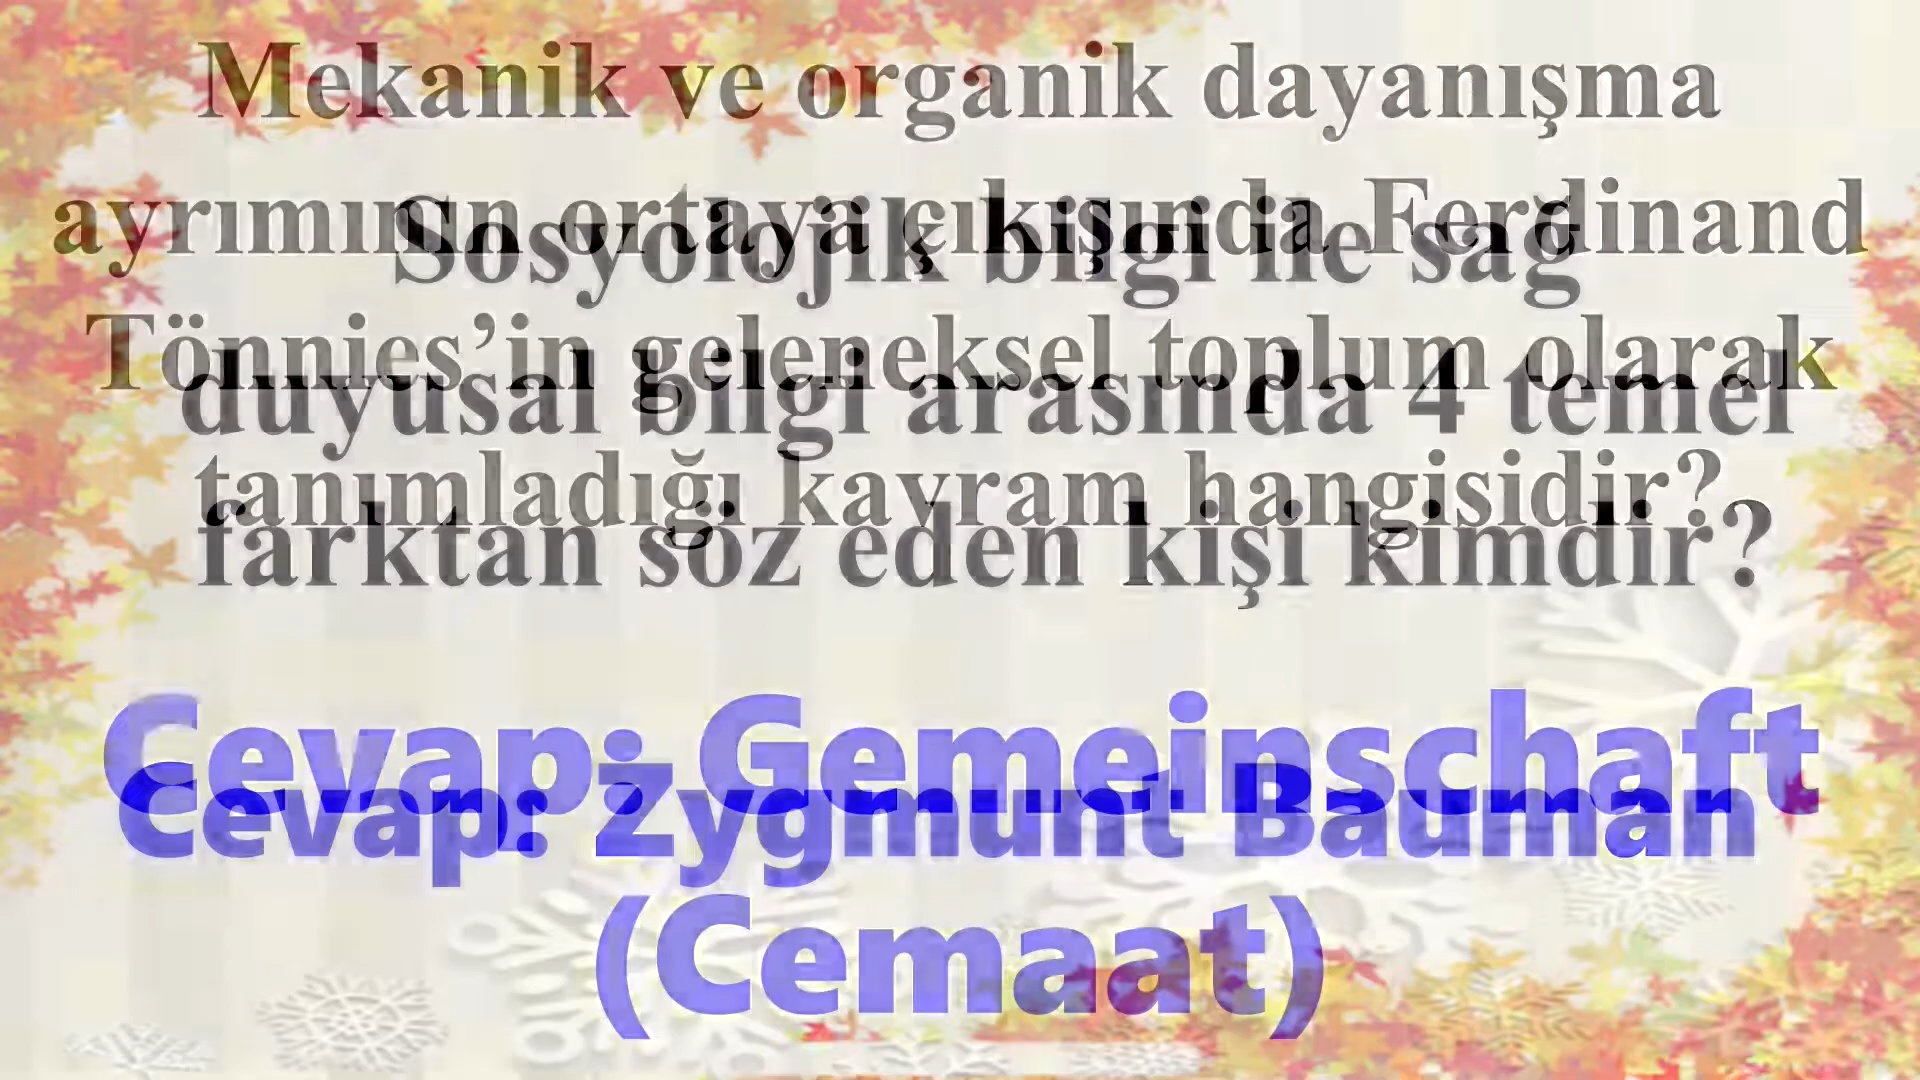 Mekanik ve organik dayanışma
ayrımının ortaya çıkışında Ferdinand
Tönnies’in geleneksel toplum olarak
tanımladığı kavram hangisidir?
Sosyolojik bilgi ile sağ
duyusal bilgi arasında 4 temel
farktan söz eden kişi kimdir?
Cevap: Gemeinschaft
(Cemaat)
Cevap: Zygmunt Bauman